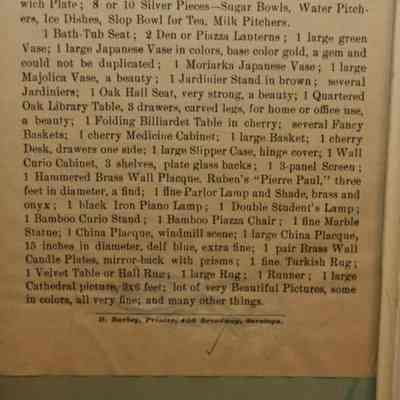 wich Plate; 8 or 10 Silver Pieces—Sugar Bowls, Water Pitch-
ers, Ice Dishes, Slop Bowl for Tea, Milk Pitchers.
1 Bath-Tub Seat; 2 Den or Piazza Lanterns; 1 large green
Vase; 1 large Japanese Vase in colors, base color gold, a gem and
could not be duplicated; 1 Moriarka Japanese Vase; 1 large
Majolica Vase, a beauty; 1 Jardinier Stand in brown; several
Jardiniers; 1 Oak Hall Seat, very strong, a beauty; 1 Quartered
Oak Library Table, 3 drawers, carved legs, for home or office use,
a beauty; 1 Folding Billiardet Table in cherry; several Fancy
Baskets; 1 cherry Medicine Cabinet; 1 large Basket; 1 cherry
Desk, drawers one side; 1 large Slipper Case, hinge cover; 1 Wall
Curio Cabinet, 3 shelves, plate glass backs; 1 3-panel Screen;
1 Hammered Brass Wall Placque, Ruben's "Pierre Paul," three
feet in diameter, a find; 1 fine Parlor Lamp and Shade, brass and
onyx; 1 black Iron Piano Lamp; 1 Double Student's Lamp;
1 Bamboo Curio Stand; 1 Bamboo Piazza Chair; 1 fine Marble
Statue; 1 China Placque, windmill scene; 1 large China Placque,
15 inches in diameter, delf blue, extra fine; 1 pair Brass Wall
Candle Plates, mirror-back with prisms; 1 fine Turkish Rug;
1 Velvet Table or Hall Rug; 1 large Rug; 1 Runner; 1 large
Cathedral picture, 3x6 feet; lot of very Beautiful Pictures, some
in colors, all very fine; and many other things.
Printer, Broadway, Saratoga.